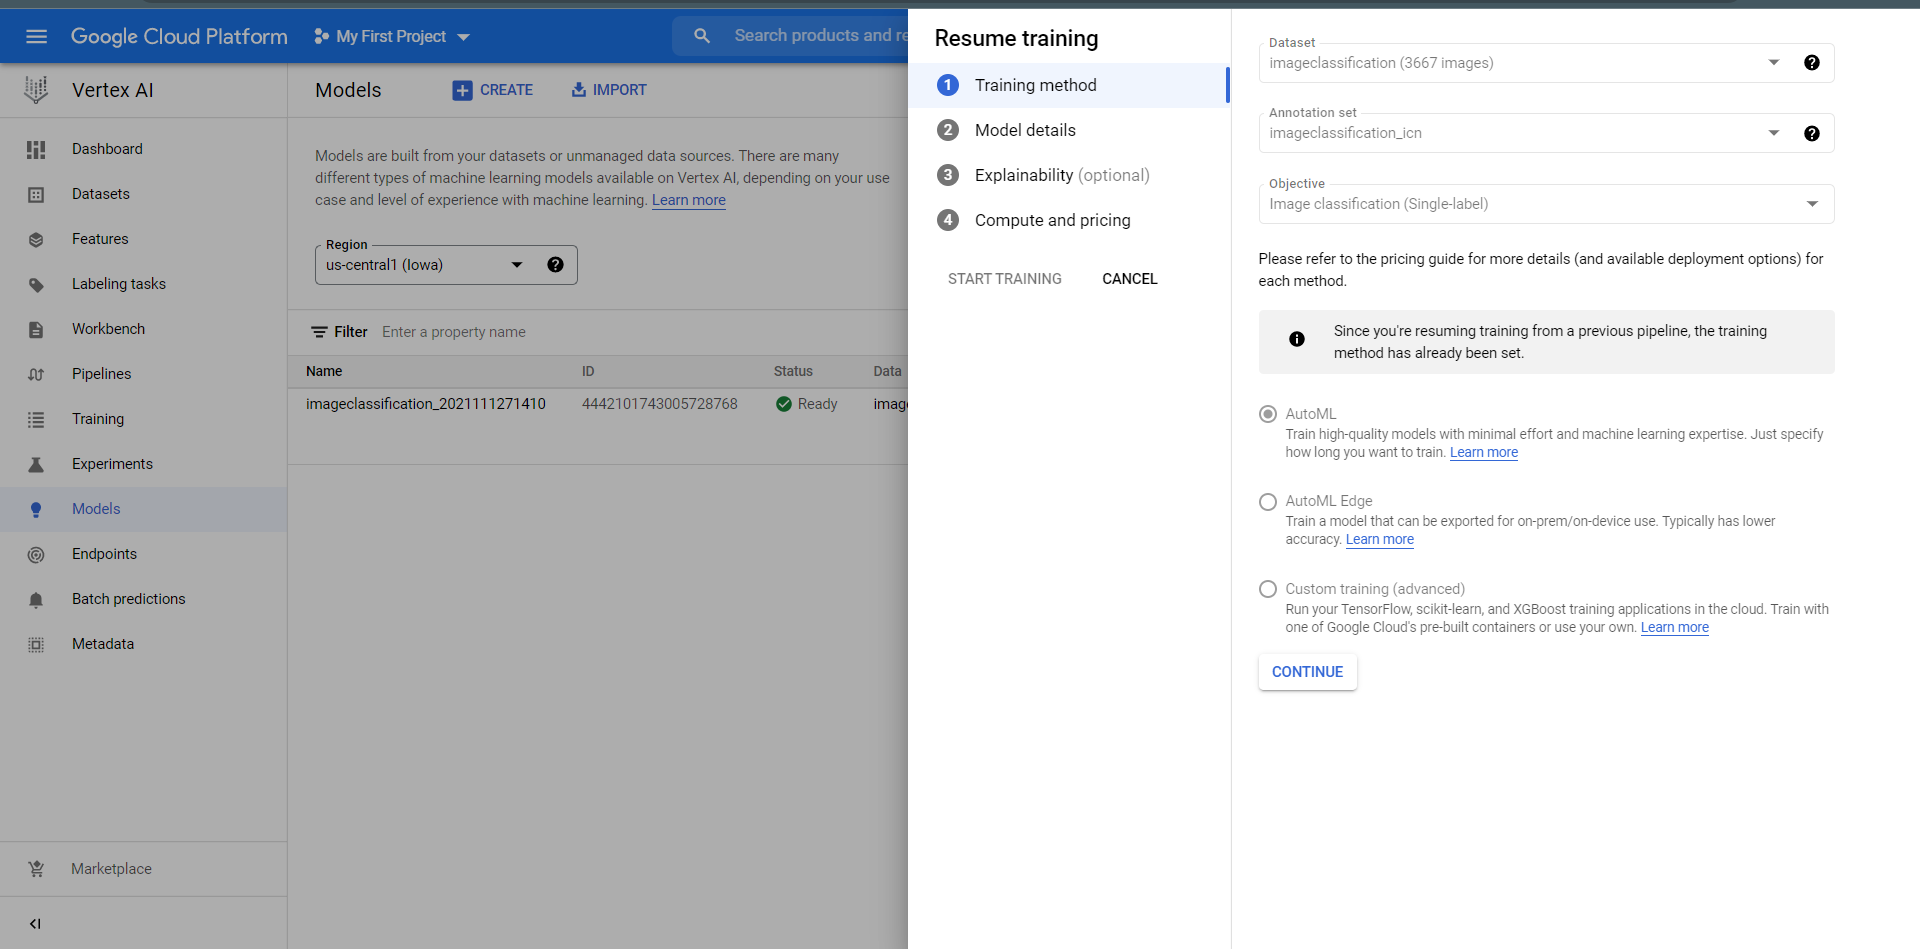 Google Cloud Platform
My First Project
Search products and re
Vertex AI
Dashboard
Datasets
Features
Labeling tasks
Workbench
Pipelines
Training
Experiments
Models
Endpoints
Batch predictions
Metadata
Marketplace
Models
CREATE
IMPORT
Models are built from your datasets or unmanaged data sources. There are many
different types of machine learning models available on Vertex AI, depending on your use
case and level of experience with machine learning. Learn more
Region
us-central1 (Iowa)
Filter Enter a property name
Name ID Status Data
imageclassification_2021111271410 4442101743005728768 Ready imag
Resume training
1 Training method
2 Model details
3 Explainability (optional)
4 Compute and pricing
START TRAINING CANCEL
Dataset
imageclassification (3667 images)
Annotation set
imageclassification_icn
Objective
Image classification (Single-label)
Please refer to the pricing guide for more details (and available deployment options) for
each method.
Since you're resuming training from a previous pipeline, the training
method has already been set.
AutoML
Train high-quality models with minimal effort and machine learning expertise. Just specify
how long you want to train. Learn more
AutoML Edge
Train a model that can be exported for on-prem/on-device use. Typically has lower
accuracy. Learn more
Custom training (advanced)
Run your TensorFlow, scikit-learn, and XGBoost training applications in the cloud. Train with
one of Google Cloud's pre-built containers or use your own. Learn more
CONTINUE